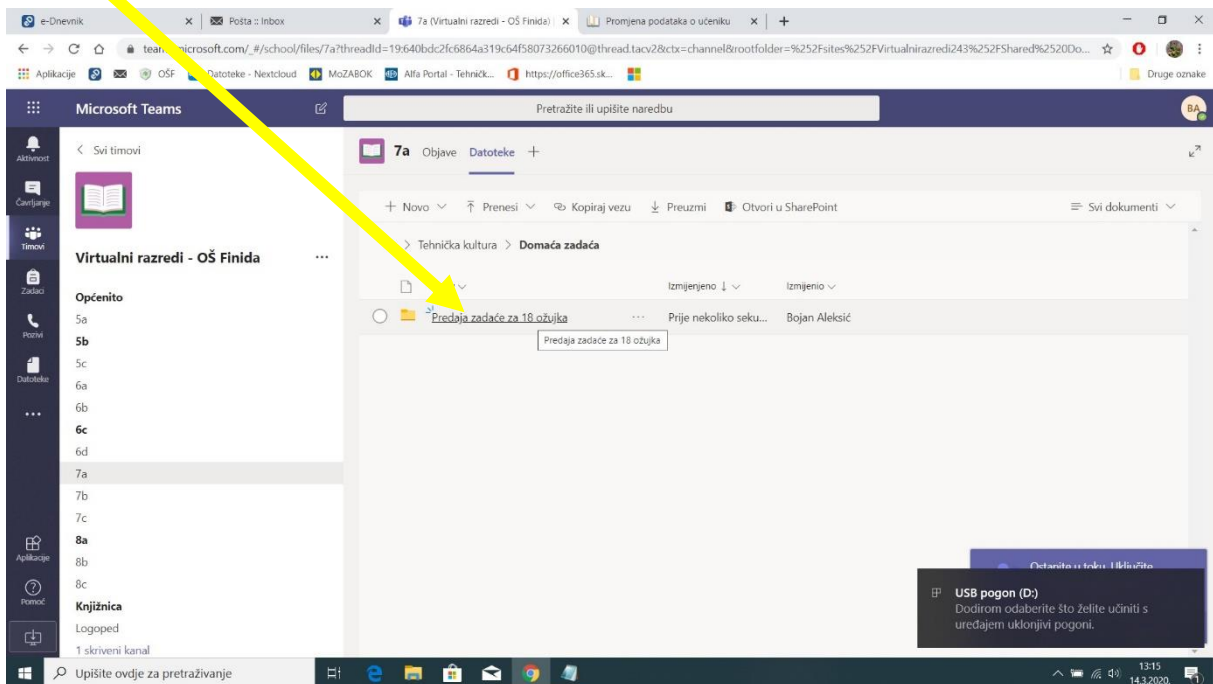 e-Dnevnik
Pošta :: Inbox
7a (Virtualni razredi - OŠ Finida)
Promjena podataka o učeniku
microsoft.com/_#/school/files/7a?threadId=19:640bdc2fc6864a319c64f58073266010@thread.tacv2&ctx=channel&rootfolder=%252Fsites%252FVirtualnirazredi243%252FShared%2520Do...
Aplikacije
OŠF
Datoteke - Nextcloud
MoZABOK
Alfa Portal - Tehničk...
https://office365.sk...
Druge oznake
Microsoft Teams
Pretražite ili upišite naredbu
BA
Aktivnost
Čavrljanje
Timovi
Zadaci
Pozivi
Datoteke
Aplikacije
Pomoć
Svi timovi
Virtualni razredi - OŠ Finida
Općenito
5a
5b
5c
6a
6b
6c
6d
7a
7b
7c
8a
8b
8c
Knjižnica
Logoped
1 skriveni kanal
7a Objave Datoteke +
+ Novo Prenesi Kopiraj vezu Preuzmi Otvori u SharePoint Svi dokumenti
> Tehnička kultura > Domaća zadaća
Izmijenjeno ↓ Izmijenio
Predaja zadaće za 18 ožujka ... Prije nekoliko seku... Bojan Aleksić
Predaja zadaće za 18 ožujka
Ostanite u toku. Uključite
USB pogon (D:)
Dodirom odaberite što želite učiniti s
uređajem uklonjivi pogoni.
Upišite ovdje za pretraživanje
13:15
14.3.2020.